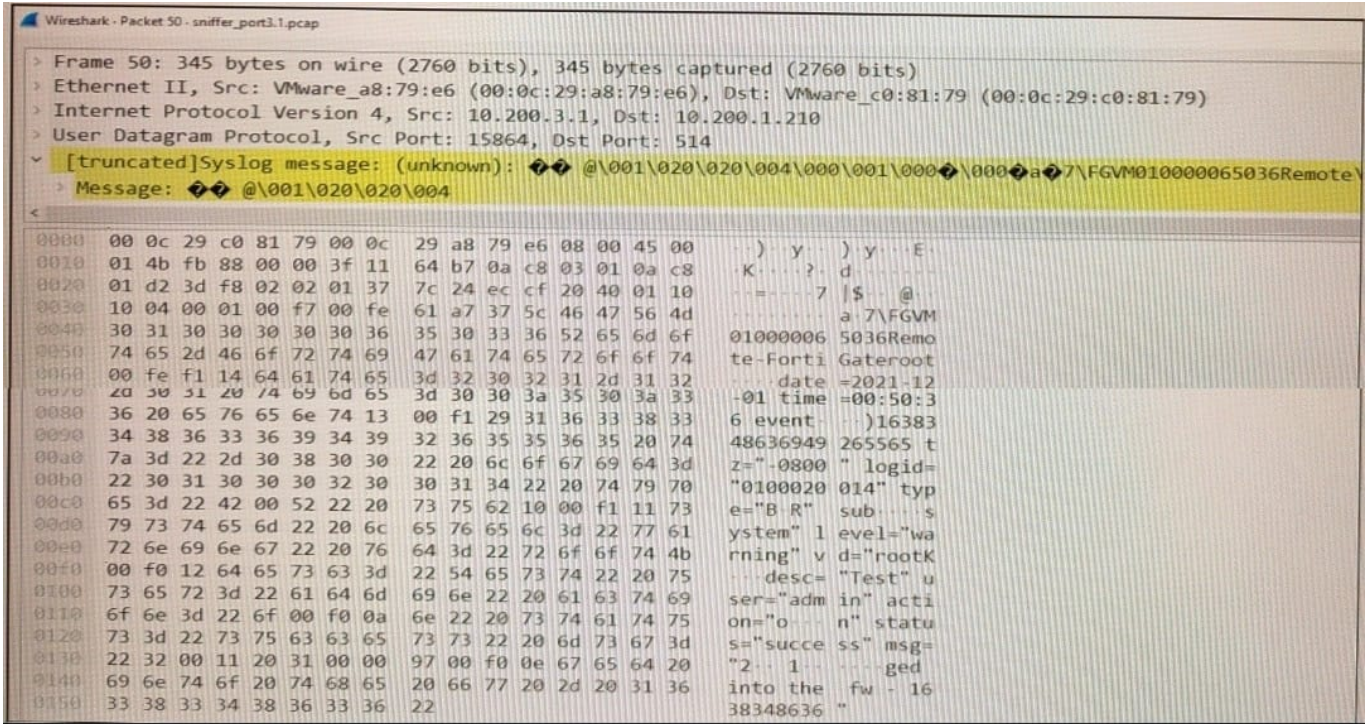 Wireshark - Packet 50 - sniffer_port3.1.pcap
> Frame 50: 345 bytes on wire (2760 bits), 345 bytes captured (2760 bits)
> Ethernet II, Src: VMware_a8:79:e6 (00:0c:29:a8:79:e6), Dst: VMware_c0:81:79 (00:0c:29:c0:81:79)
> Internet Protocol Version 4, Src: 10.200.3.1, Dst: 10.200.1.210
> User Datagram Protocol, Src Port: 15864, Dst Port: 514
[truncated]Syslog message: (unknown): �� @\001\020\020\004\000\001\000�\000�a�7\FGVM010000065036Remote\
> Message: �� @\001\020\020\004
0000 00 0c 29 c0 81 79 00 0c 29 a8 79 e6 08 00 45 00 ··)··y·· )·y···E·
0010 01 4b fb 88 00 00 3f 11 64 b7 0a c8 03 01 0a c8 ·K····?· d·······
0020 01 d2 3d f8 02 02 01 37 7c 24 ec cf 20 40 01 10 ··=····7 |$·· @··
0030 10 04 00 01 00 f7 00 fe 61 a7 37 5c 46 47 56 4d ········ a·7\FGVM
0040 30 31 30 30 30 30 30 36 35 30 33 36 52 65 6d 6f 01000006 5036Remo
0050 74 65 2d 46 6f 72 74 69 47 61 74 65 72 6f 6f 74 te-Forti Gateroot
0060 00 fe f1 14 64 61 74 65 3d 32 30 32 31 2d 31 32 ····date =2021-12
0070 2d 30 31 20 74 69 6d 65 3d 30 30 3a 35 30 3a 33 -01 time =00:50:3
0080 36 20 65 76 65 6e 74 13 00 f1 29 31 36 33 38 33 6 event· ··)16383
0090 34 38 36 33 36 39 34 39 32 36 35 35 36 35 20 74 48636949 265565 t
00a0 7a 3d 22 2d 30 38 30 30 22 20 6c 6f 67 69 64 3d z="-0800 " logid=
00b0 22 30 31 30 30 30 32 30 30 31 34 22 20 74 79 70 "0100020 014" typ
00c0 65 3d 22 42 00 52 22 20 73 75 62 10 00 f1 11 73 e="B·R" sub····s
00d0 79 73 74 65 6d 22 20 6c 65 76 65 6c 3d 22 77 61 ystem" l evel="wa
00e0 72 6e 69 6e 67 22 20 76 64 3d 22 72 6f 6f 74 4b rning" v d="rootK
00f0 00 f0 12 64 65 73 63 3d 22 54 65 73 74 22 20 75 ···desc= "Test" u
0100 73 65 72 3d 22 61 64 6d 69 6e 22 20 61 63 74 69 ser="adm in" acti
0110 6f 6e 3d 22 6f 00 f0 0a 6e 22 20 73 74 61 74 75 on="o··· n" statu
0120 73 3d 22 73 75 63 63 65 73 73 22 20 6d 73 67 3d s="succe ss" msg=
0130 22 32 00 11 20 31 00 00 97 00 f0 0e 67 65 64 20 "2·· 1·· ····ged
0140 69 6e 74 6f 20 74 68 65 20 66 77 20 2d 20 31 36 into the fw - 16
0150 33 38 33 34 38 36 33 36 22 38348636 "